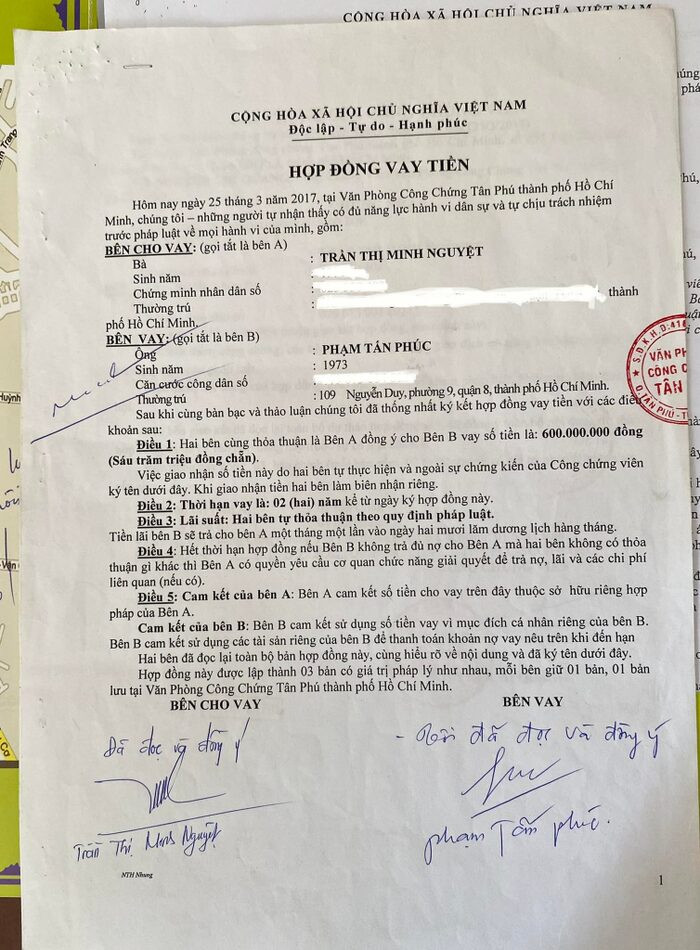 CỘNG HÒA XÃ HỘI CHỦ NGHĨA VIỆT NAM
CỘNG HÒA XÃ HỘI CHỦ NGHĨA VIỆT NAM
Độc lập - Tự do - Hạnh phúc
HỢP ĐỒNG VAY TIỀN
Hôm nay ngày 25 tháng 3 năm 2017, tại Văn Phòng Công Chứng Tân Phú thành phố Hồ Chí
Minh, chúng tôi – những người tự nhận thấy có đủ năng lực hành vi dân sự và tự chịu trách nhiệm
trước pháp luật về mọi hành vi của mình, gồm:
BÊN CHO VAY: (gọi tắt là bên A)
Bà : TRẦN THỊ MINH NGUYỆT
Sinh năm :
Chứng minh nhân dân số :
Thường trú : thành
phố Hồ Chí Minh.
BÊN VAY: (gọi tắt là bên B)
Ông : PHẠM TẤN PHÚC
Sinh năm : 1973
Căn cước công dân số :
Thường trú : 109 Nguyễn Duy, phường 9, quận 8, thành phố Hồ Chí Minh.
Sau khi cùng bàn bạc và thảo luận chúng tôi đã thống nhất ký kết hợp đồng vay tiền với các điều
khoản sau:
Điều 1: Hai bên cùng thỏa thuận là Bên A đồng ý cho Bên B vay số tiền là: 600.000.000 đồng
(Sáu trăm triệu đồng chẵn).
Việc giao nhận số tiền này do hai bên tự thực hiện và ngoài sự chứng kiến của Công chứng viên
ký tên dưới đây. Khi giao nhận tiền hai bên làm biên nhận riêng.
Điều 2: Thời hạn vay là: 02 (hai) năm kể từ ngày ký hợp đồng này.
Điều 3: Lãi suất: Hai bên tự thỏa thuận theo quy định pháp luật.
Tiền lãi bên B sẽ trả cho bên A một tháng một lần vào ngày hai mươi lăm dương lịch hàng tháng.
Điều 4: Hết thời hạn hợp đồng nếu Bên B không trả đủ nợ cho Bên A mà hai bên không có thỏa
thuận gì khác thì Bên A có quyền yêu cầu cơ quan chức năng giải quyết để trả nợ, lãi và các chi phí
liên quan (nếu có).
Điều 5: Cam kết của bên A: Bên A cam kết số tiền cho vay trên đây thuộc sở hữu riêng hợp
pháp của Bên A.
Cam kết của bên B: Bên B cam kết sử dụng số tiền vay vì mục đích cá nhân riêng của bên B.
Bên B cam kết sử dụng các tài sản riêng của bên B để thanh toán khoản nợ vay nêu trên khi đến hạn
Hai bên đã đọc lại toàn bộ bản hợp đồng này, cùng hiểu rõ về nội dung và đã ký tên dưới đây.
Hợp đồng này được lập thành 03 bản có giá trị pháp lý như nhau, mỗi bên giữ 01 bản, 01 bản
lưu tại Văn Phòng Công Chứng Tân Phú thành phố Hồ Chí Minh.
BÊN CHO VAY BÊN VAY
Đã đọc và đồng ý
- Tôi đã đọc và đồng ý
Trần Thị Minh Nguyệt
phạm Tấn phúc.
NTH Nhung
1
S.D.K.H.D:416
VĂN PH
CÔNG C
TÂN
Q.TÂN PHÚ - T.